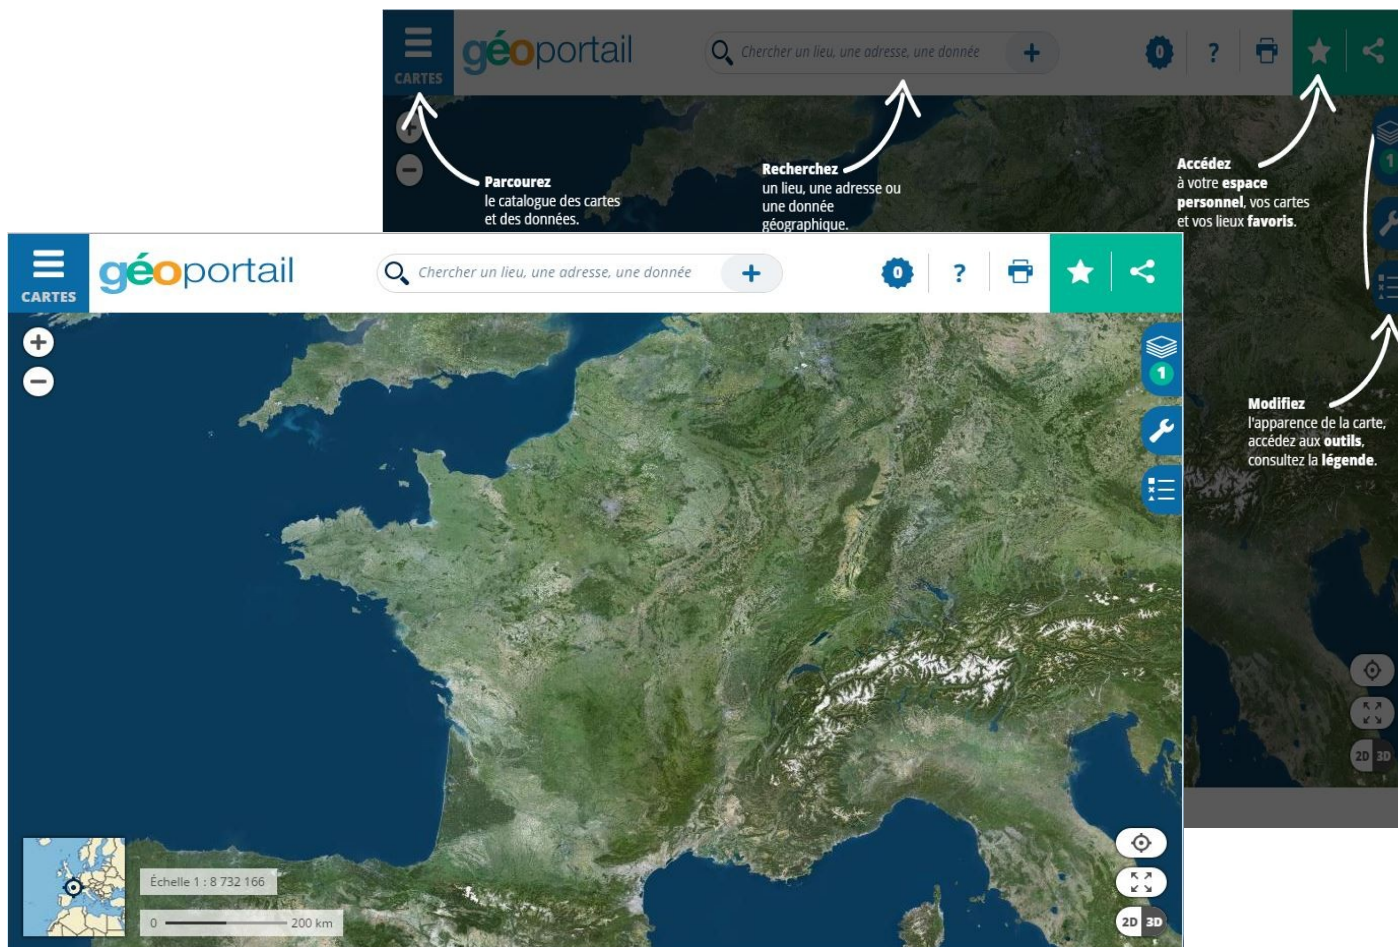 CARTES
géoportail
Chercher un lieu, une adresse, une donnée
+
0
?
+
−
Parcourez
le catalogue des cartes
et des données.
Recherchez
un lieu, une adresse ou
une donnée
géographique.
Accédez
à votre espace
personnel, vos cartes
et vos lieux favoris.
1
Modifiez
l'apparence de la carte,
accédez aux outils,
consultez la légende.
2D 3D
CARTES
géoportail
Chercher un lieu, une adresse, une donnée
+
0
?
+
−
1
Échelle 1 : 8 732 166
0 200 km
2D 3D